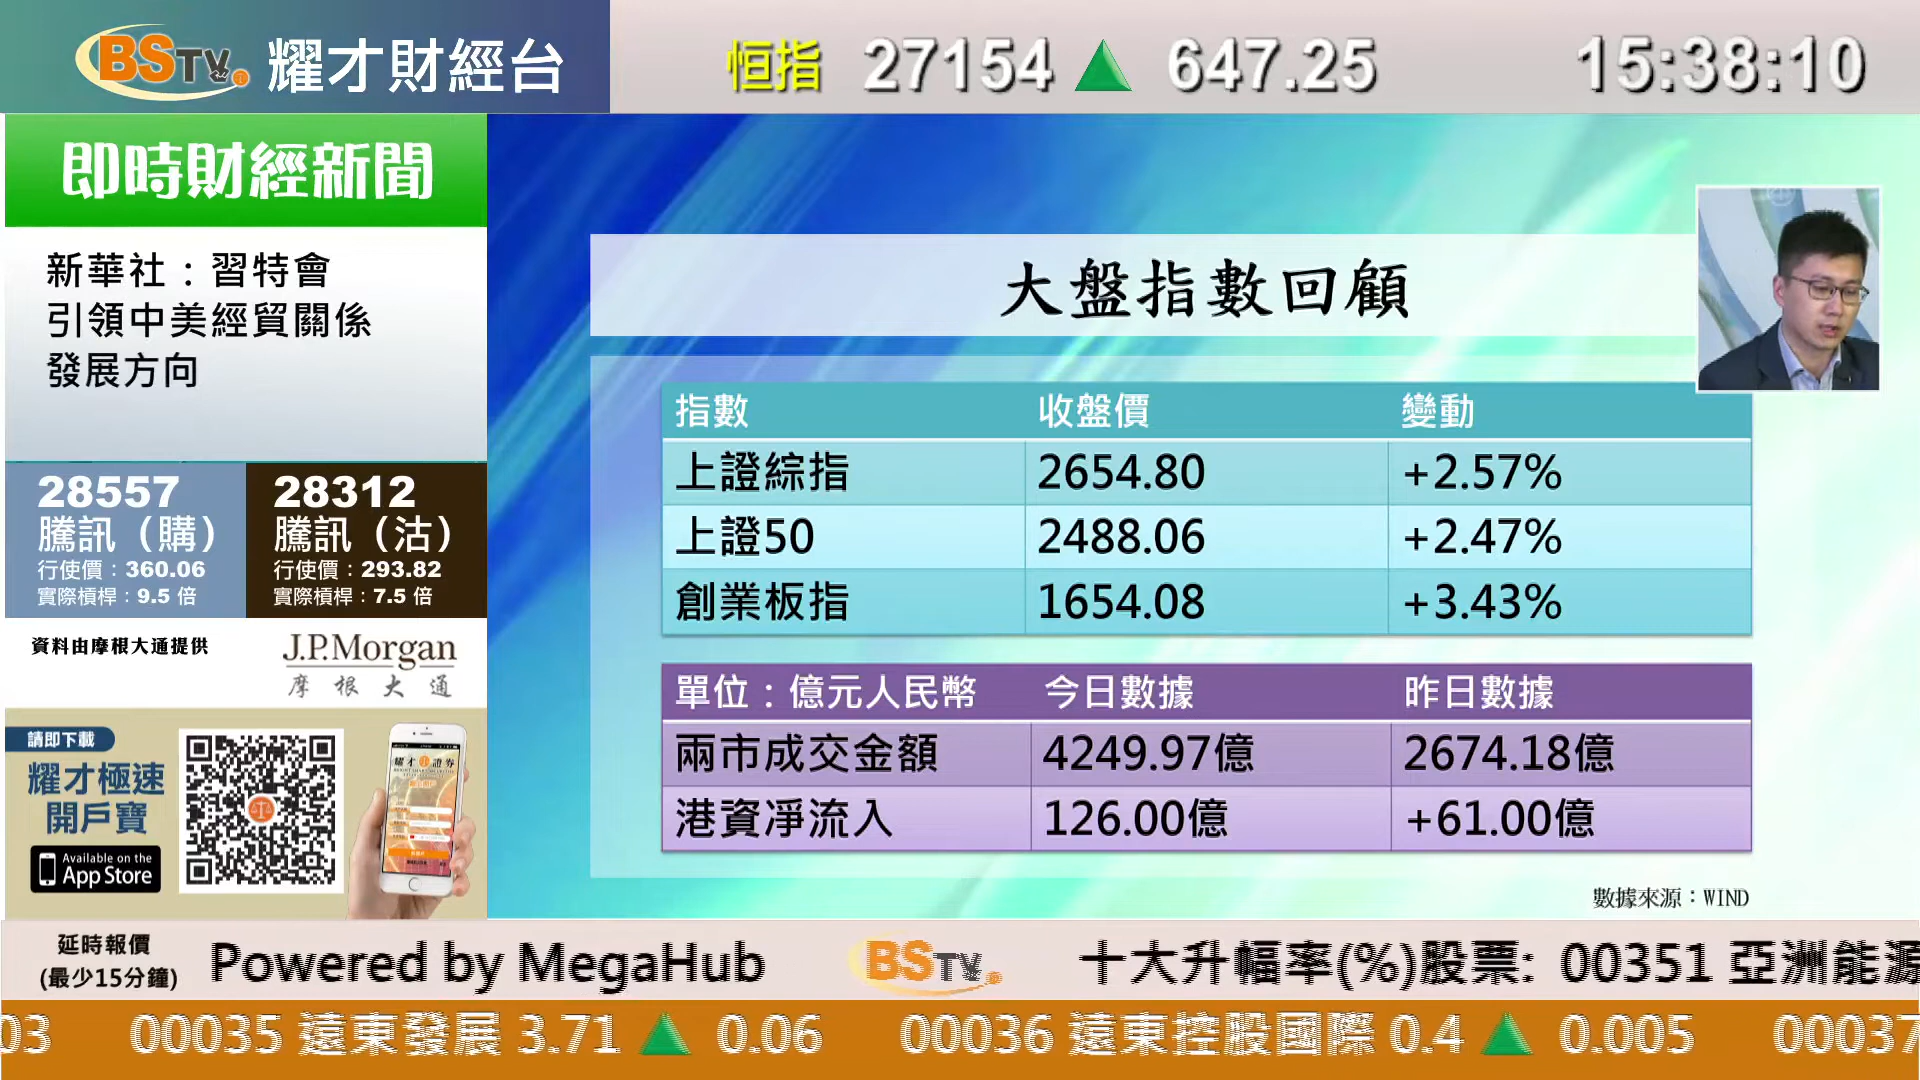 BSTV 耀才財經台
恒指 27154 ▲ 647.25 15:38:10
即時財經新聞
新華社：習特會
引領中美經貿關係
發展方向
28557
騰訊（購）
行使價：360.06
實際槓桿：9.5 倍
28312
騰訊（沽）
行使價：293.82
實際槓桿：7.5 倍
資料由摩根大通提供
J.P.Morgan
摩根大通
請即下載
耀才極速
開戶寶
Available on the
App Store
耀才證券
大盤指數回顧
指數 收盤價 變動
上證綜指 2654.80 +2.57%
上證50 2488.06 +2.47%
創業板指 1654.08 +3.43%
單位：億元人民幣 今日數據 昨日數據
兩市成交金額 4249.97億 2674.18億
港資凈流入 126.00億 +61.00億
數據來源：WIND
延時報價
(最少15分鐘)
Powered by MegaHub BSTV 十大升幅率(%)股票: 00351 亞洲能源
03 00035 遠東發展 3.71 ▲ 0.06 00036 遠東控股國際 0.4 ▲ 0.005 00037